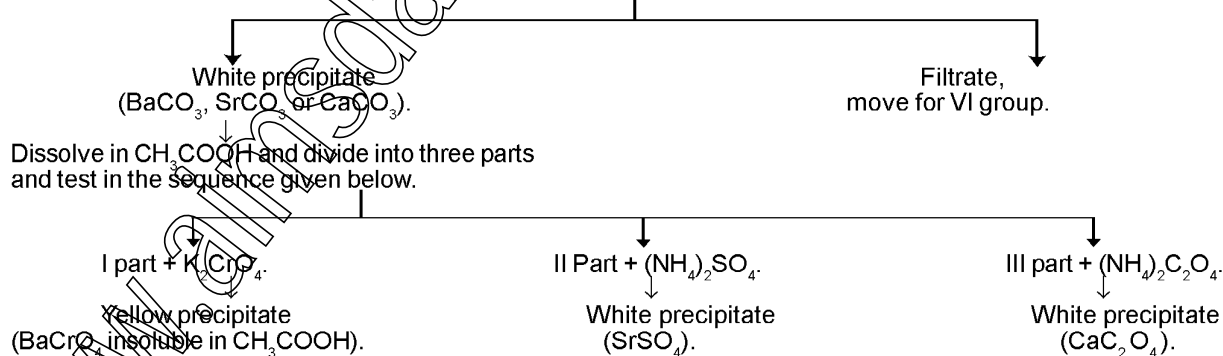 White precipitate
(BaCO₃, SrCO₃ or CaCO₃).
Filtrate,
move for VI group.
Dissolve in CH₃COOH and divide into three parts
and test in the sequence given below.
I part + K₂CrO₄.
II Part + (NH₄)₂SO₄.
III part + (NH₄)₂C₂O₄.
Yellow precipitate
(BaCrO₄ insoluble in CH₃COOH).
White precipitate
(SrSO₄).
White precipitate
(CaC₂O₄).